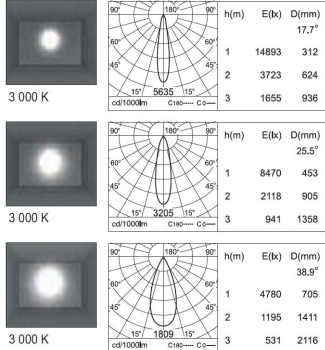 90° 180° 90° h(m) E(lx) D(mm)
17.7°
60° 60° 1 14893 312
45° 45° 2 3723 624
15° 5635 15° 3 1655 936
cd/1000lm C180----- C0—
3 000 K
90° 180° 90° h(m) E(lx) D(mm)
25.5°
60° 60° 1 8470 453
45° 45° 2 2118 905
15° 3205 15° 3 941 1358
cd/1000lm C180----- C0—
3 000 K
90° 180° 90° h(m) E(lx) D(mm)
38.9°
60° 60° 1 4780 705
45° 45° 2 1195 1411
15° 1809 15° 3 531 2116
cd/1000lm C180----- C0—
3 000 K